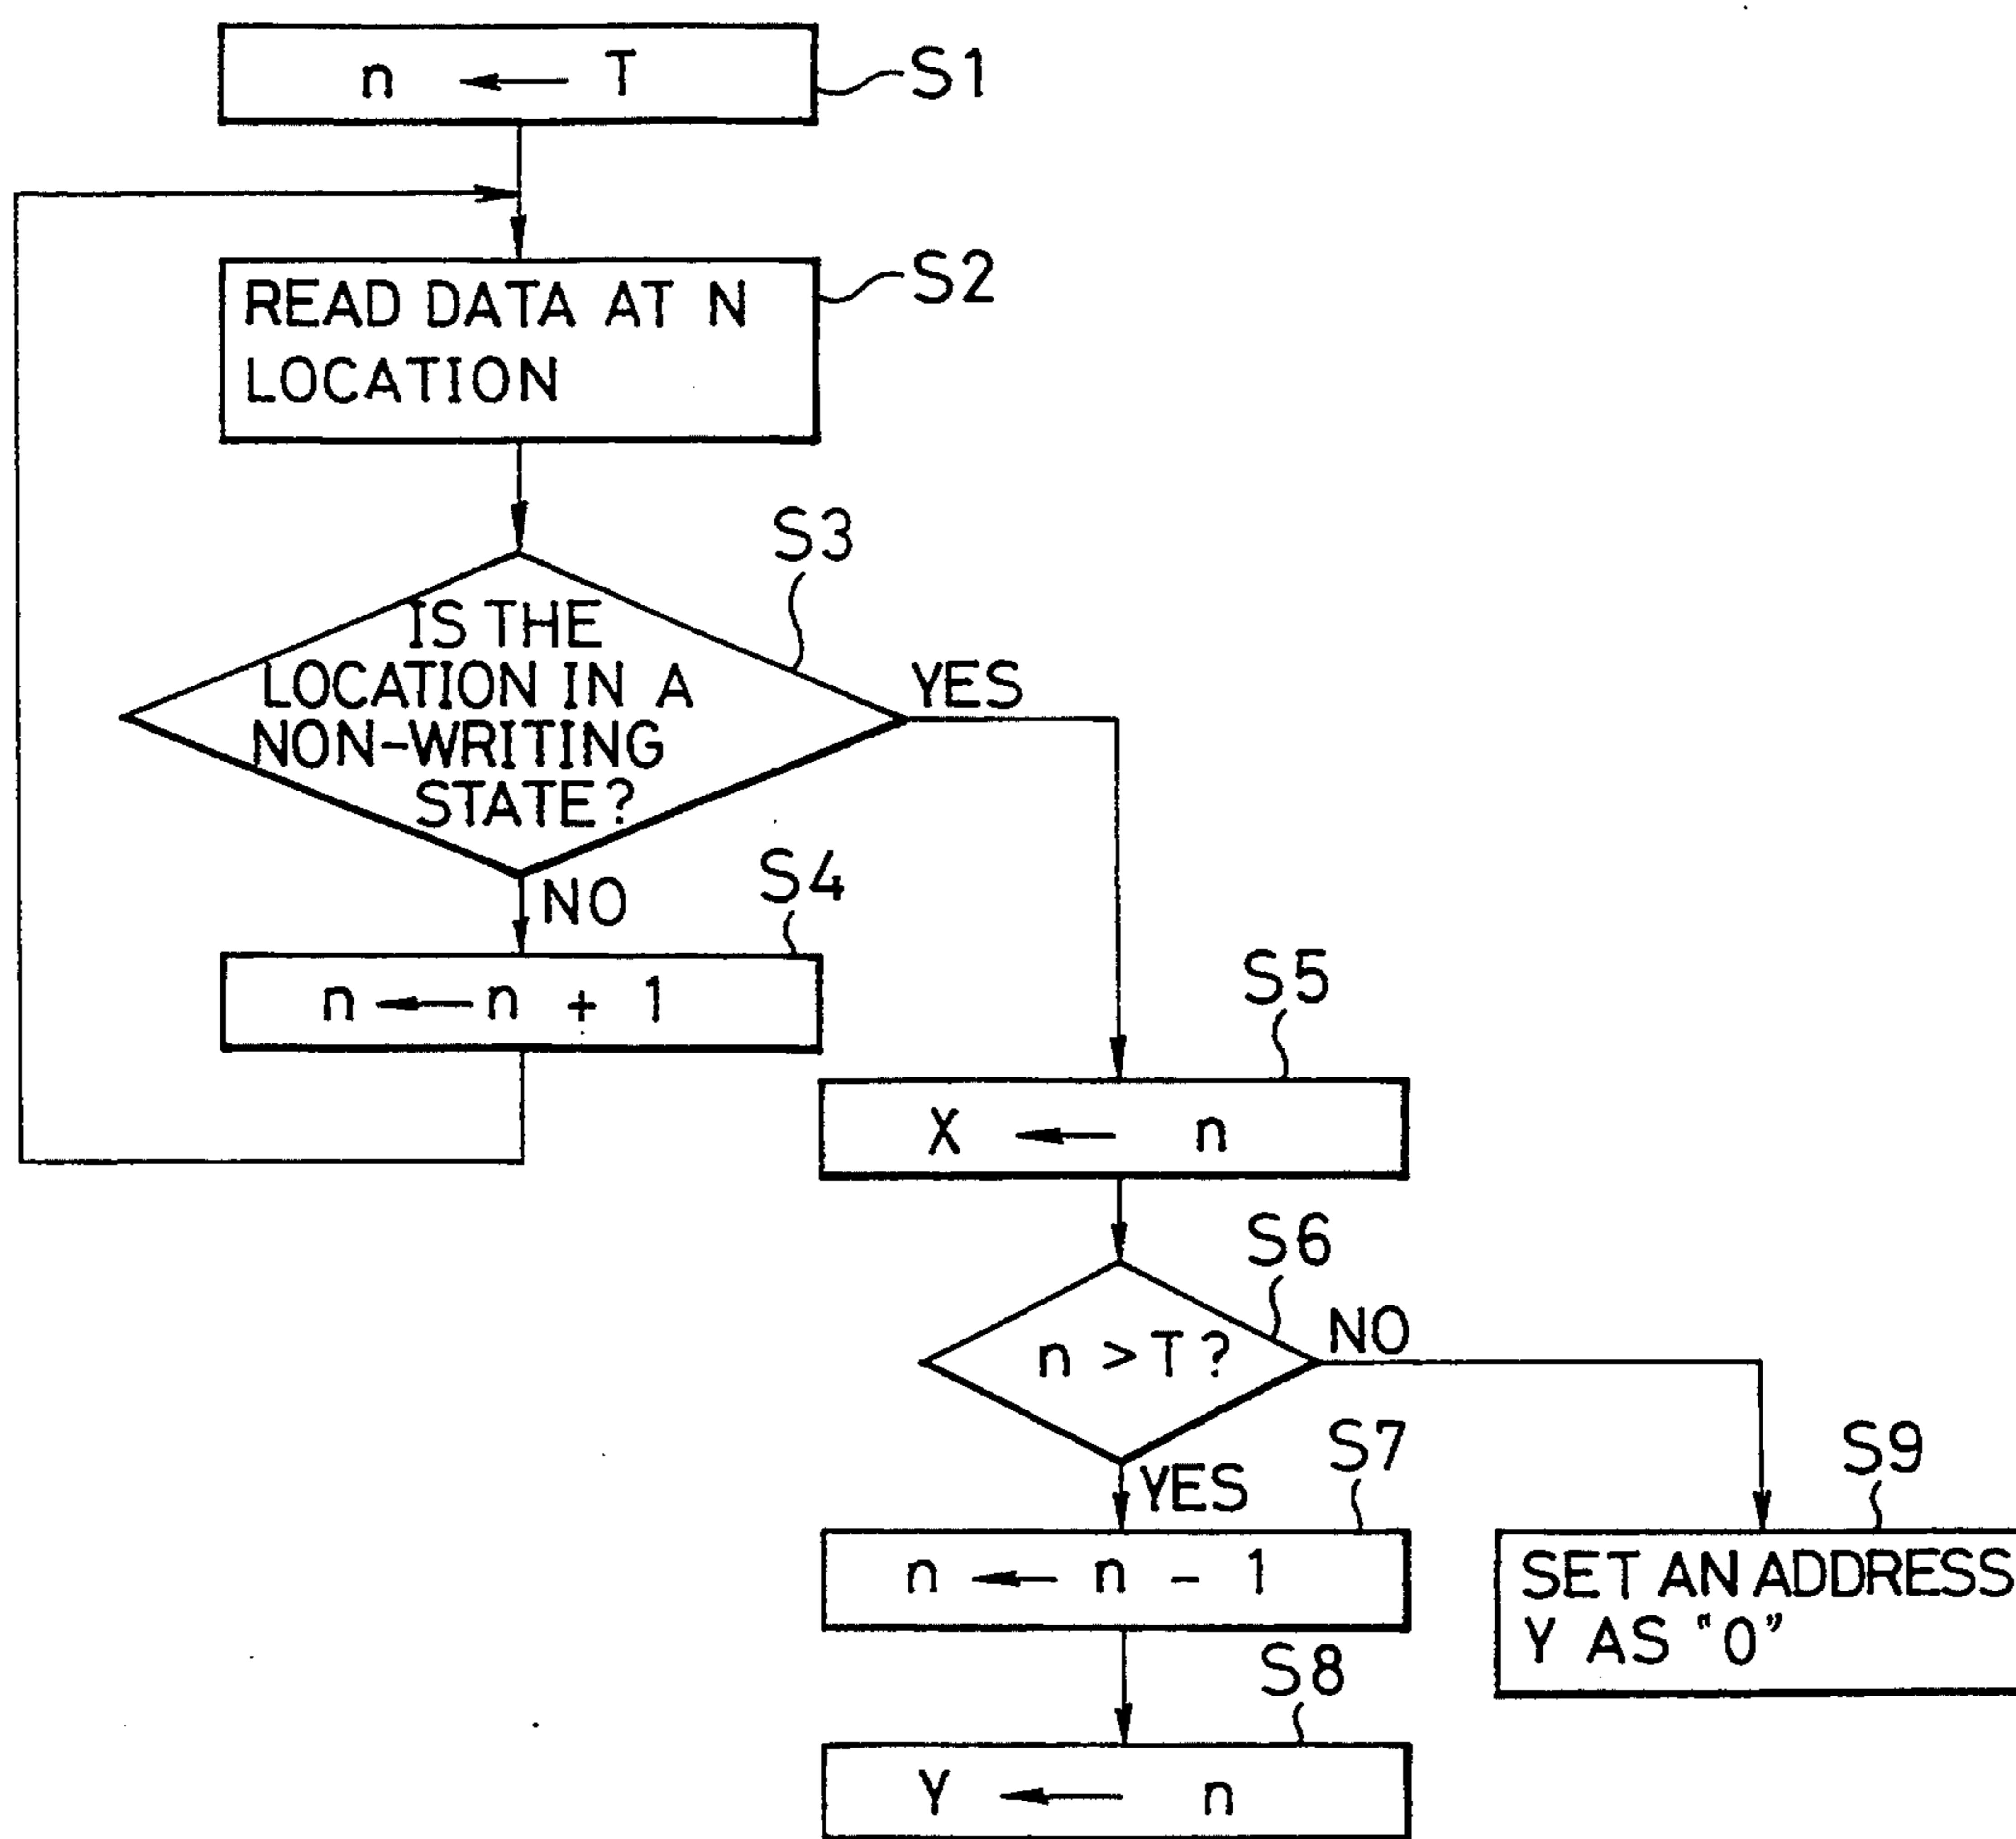 n ← T
S1
READ DATA AT N
LOCATION
S2
S3
IS THE
LOCATION IN A
NON-WRITING
STATE?
YES
NO
S4
n ← n + 1
S5
X ← n
S6
n > T?
NO
YES
S7
n ← n - 1
S9
SET AN ADDRESS
Y AS "0"
S8
Y ← n